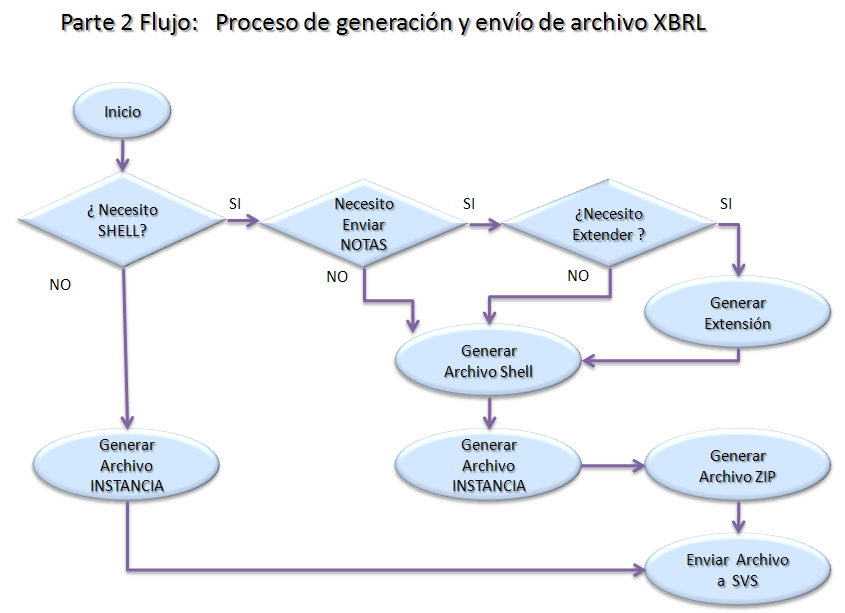 Parte 2 Flujo:   Proceso de generación y envío de archivo XBRL
Inicio
¿ Necesito
SHELL?
SI
Necesito
Enviar
NOTAS
SI
¿Necesito
Extender ?
SI
NO
NO
NO
Generar
Extensión
Generar
Archivo Shell
Generar
Archivo
INSTANCIA
Generar
Archivo
INSTANCIA
Generar
Archivo ZIP
Enviar  Archivo
a  SVS